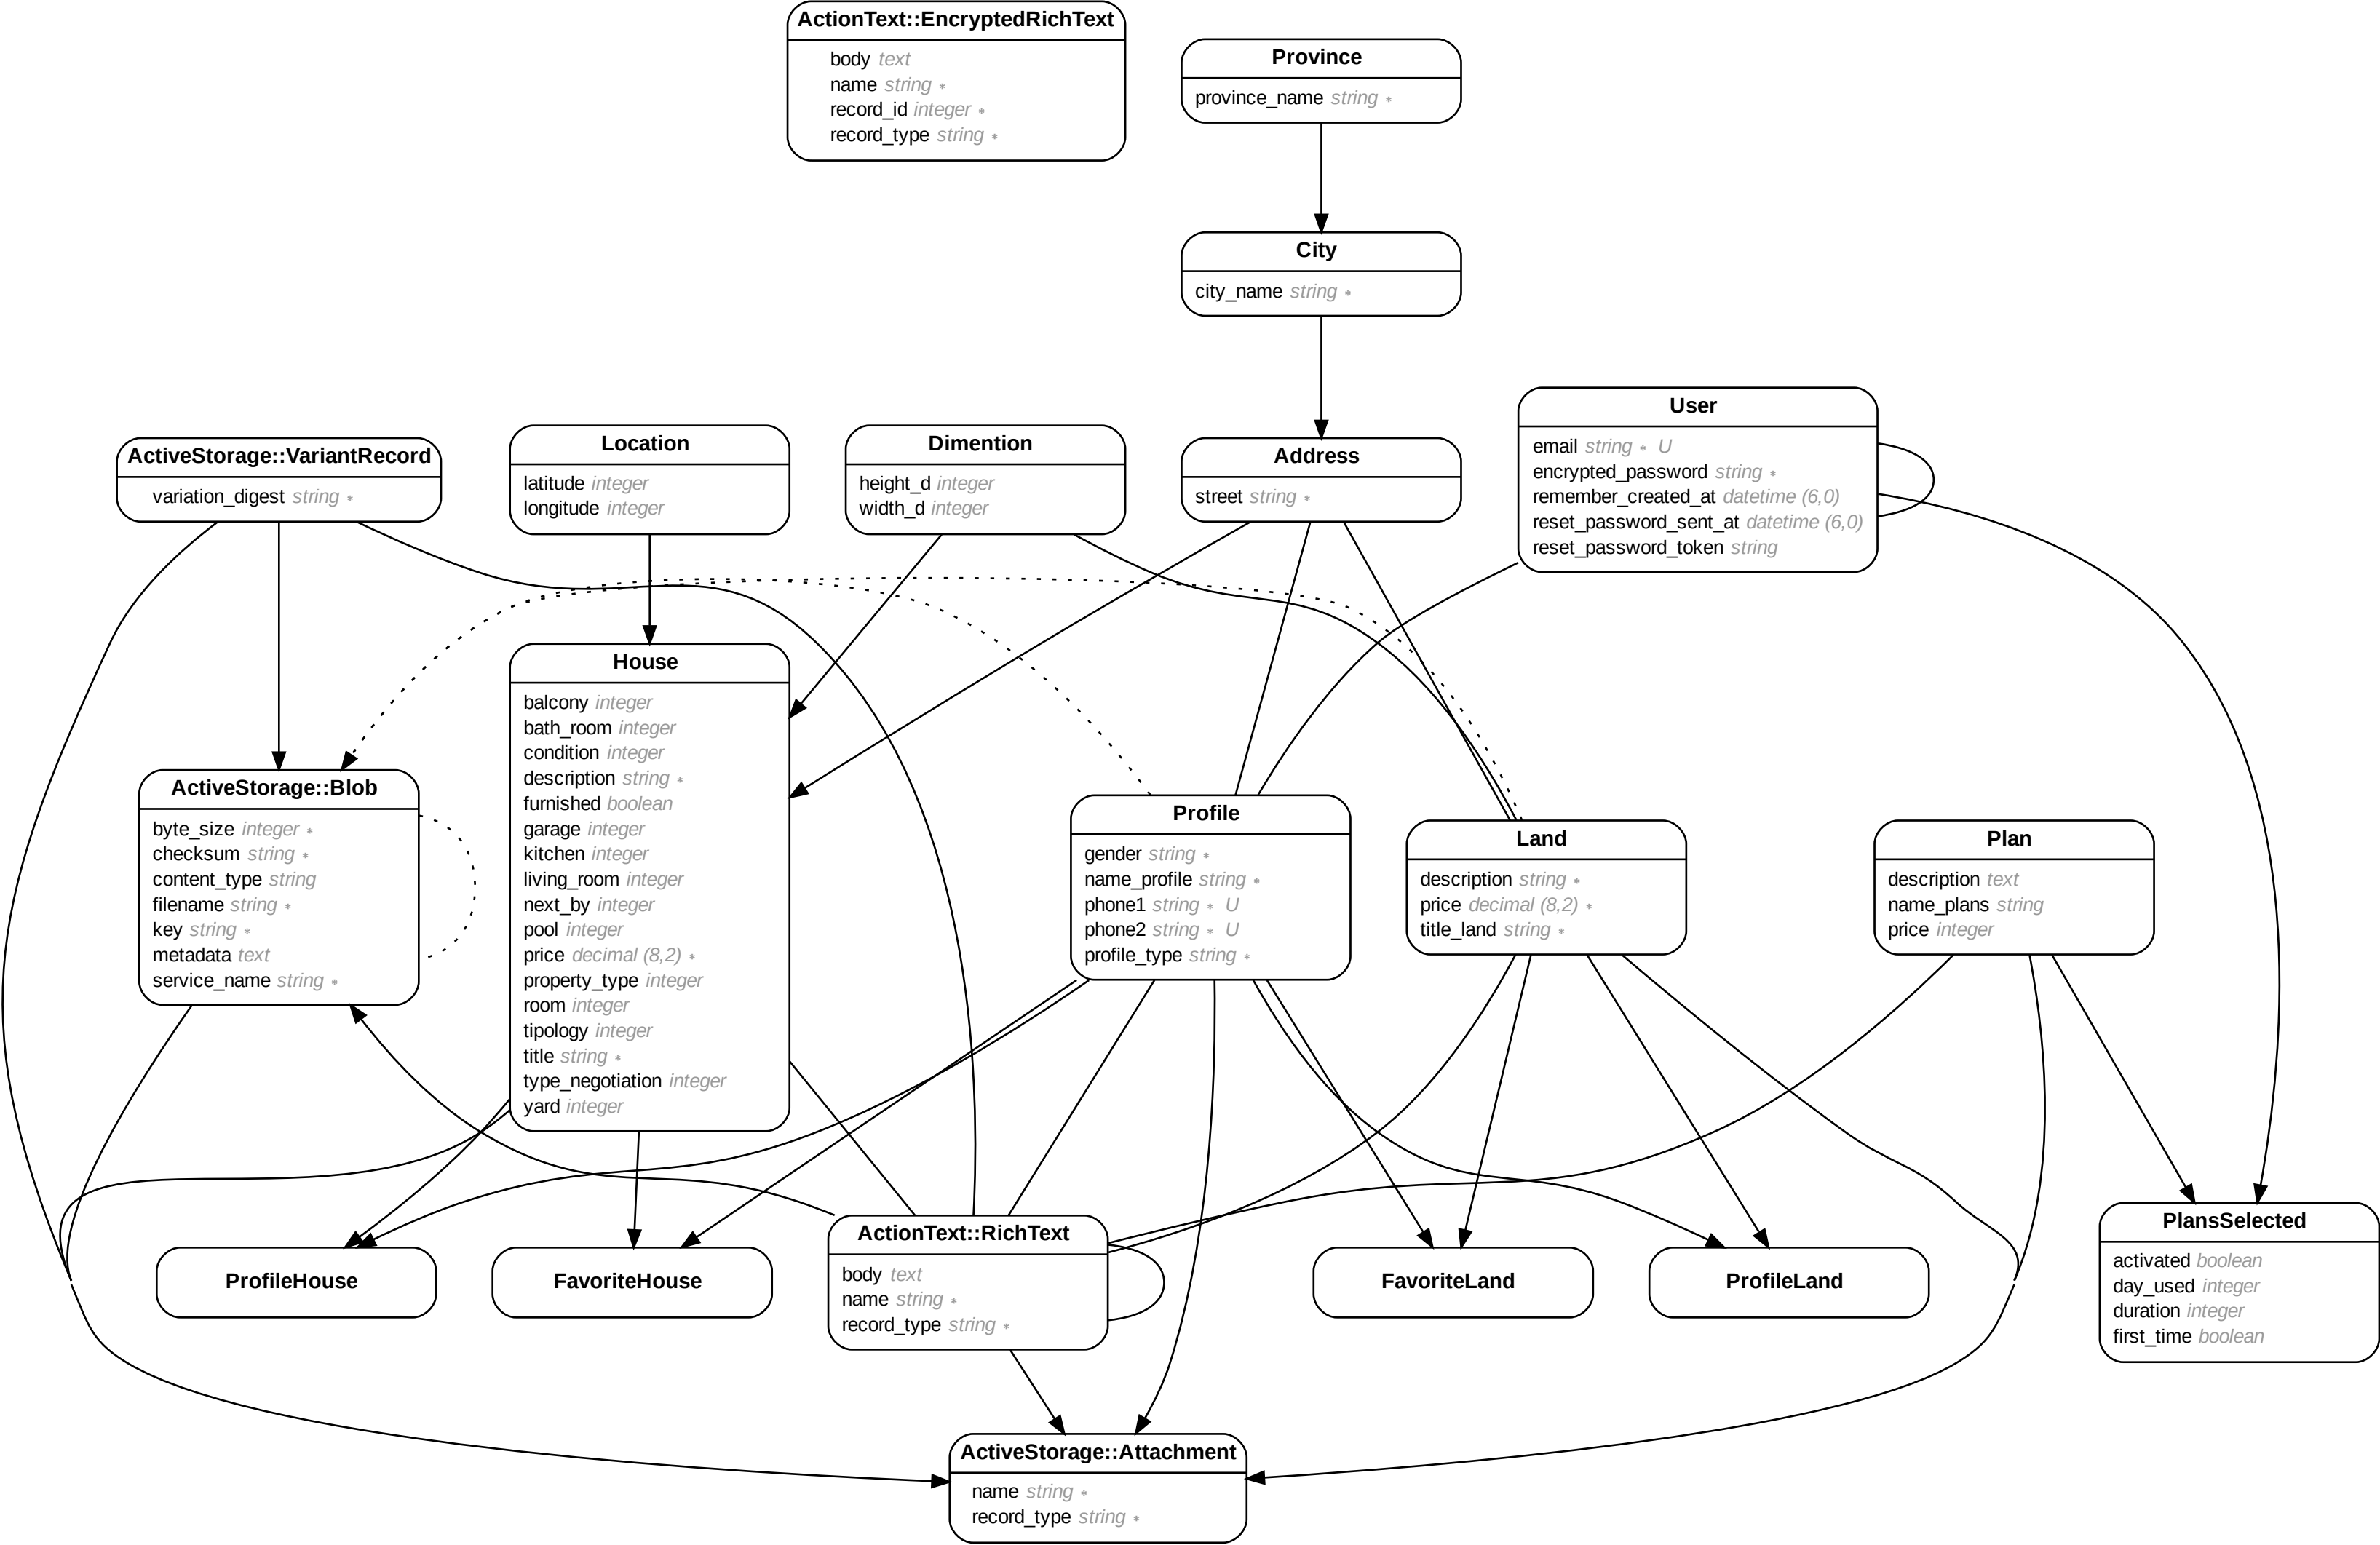 ActionText::EncryptedRichText
body text
name string *
record_id integer *
record_type string *
Province
province_name string *
City
city_name string *
User
email string * U
encrypted_password string *
remember_created_at datetime (6,0)
reset_password_sent_at datetime (6,0)
reset_password_token string
ActiveStorage::VariantRecord
variation_digest string *
Location
latitude integer
longitude integer
Dimention
height_d integer
width_d integer
Address
street string *
House
balcony integer
bath_room integer
condition integer
description string *
furnished boolean
garage integer
kitchen integer
living_room integer
next_by integer
pool integer
price decimal (8,2) *
property_type integer
room integer
tipology integer
title string *
type_negotiation integer
yard integer
ActiveStorage::Blob
byte_size integer *
checksum string *
content_type string
filename string *
key string *
metadata text
service_name string *
Profile
gender string *
name_profile string *
phone1 string * U
phone2 string * U
profile_type string *
Land
description string *
price decimal (8,2) *
title_land string *
Plan
description text
name_plans string
price integer
ProfileHouse
FavoriteHouse
ActionText::RichText
body text
name string *
record_type string *
FavoriteLand
ProfileLand
PlansSelected
activated boolean
day_used integer
duration integer
first_time boolean
ActiveStorage::Attachment
name string *
record_type string *